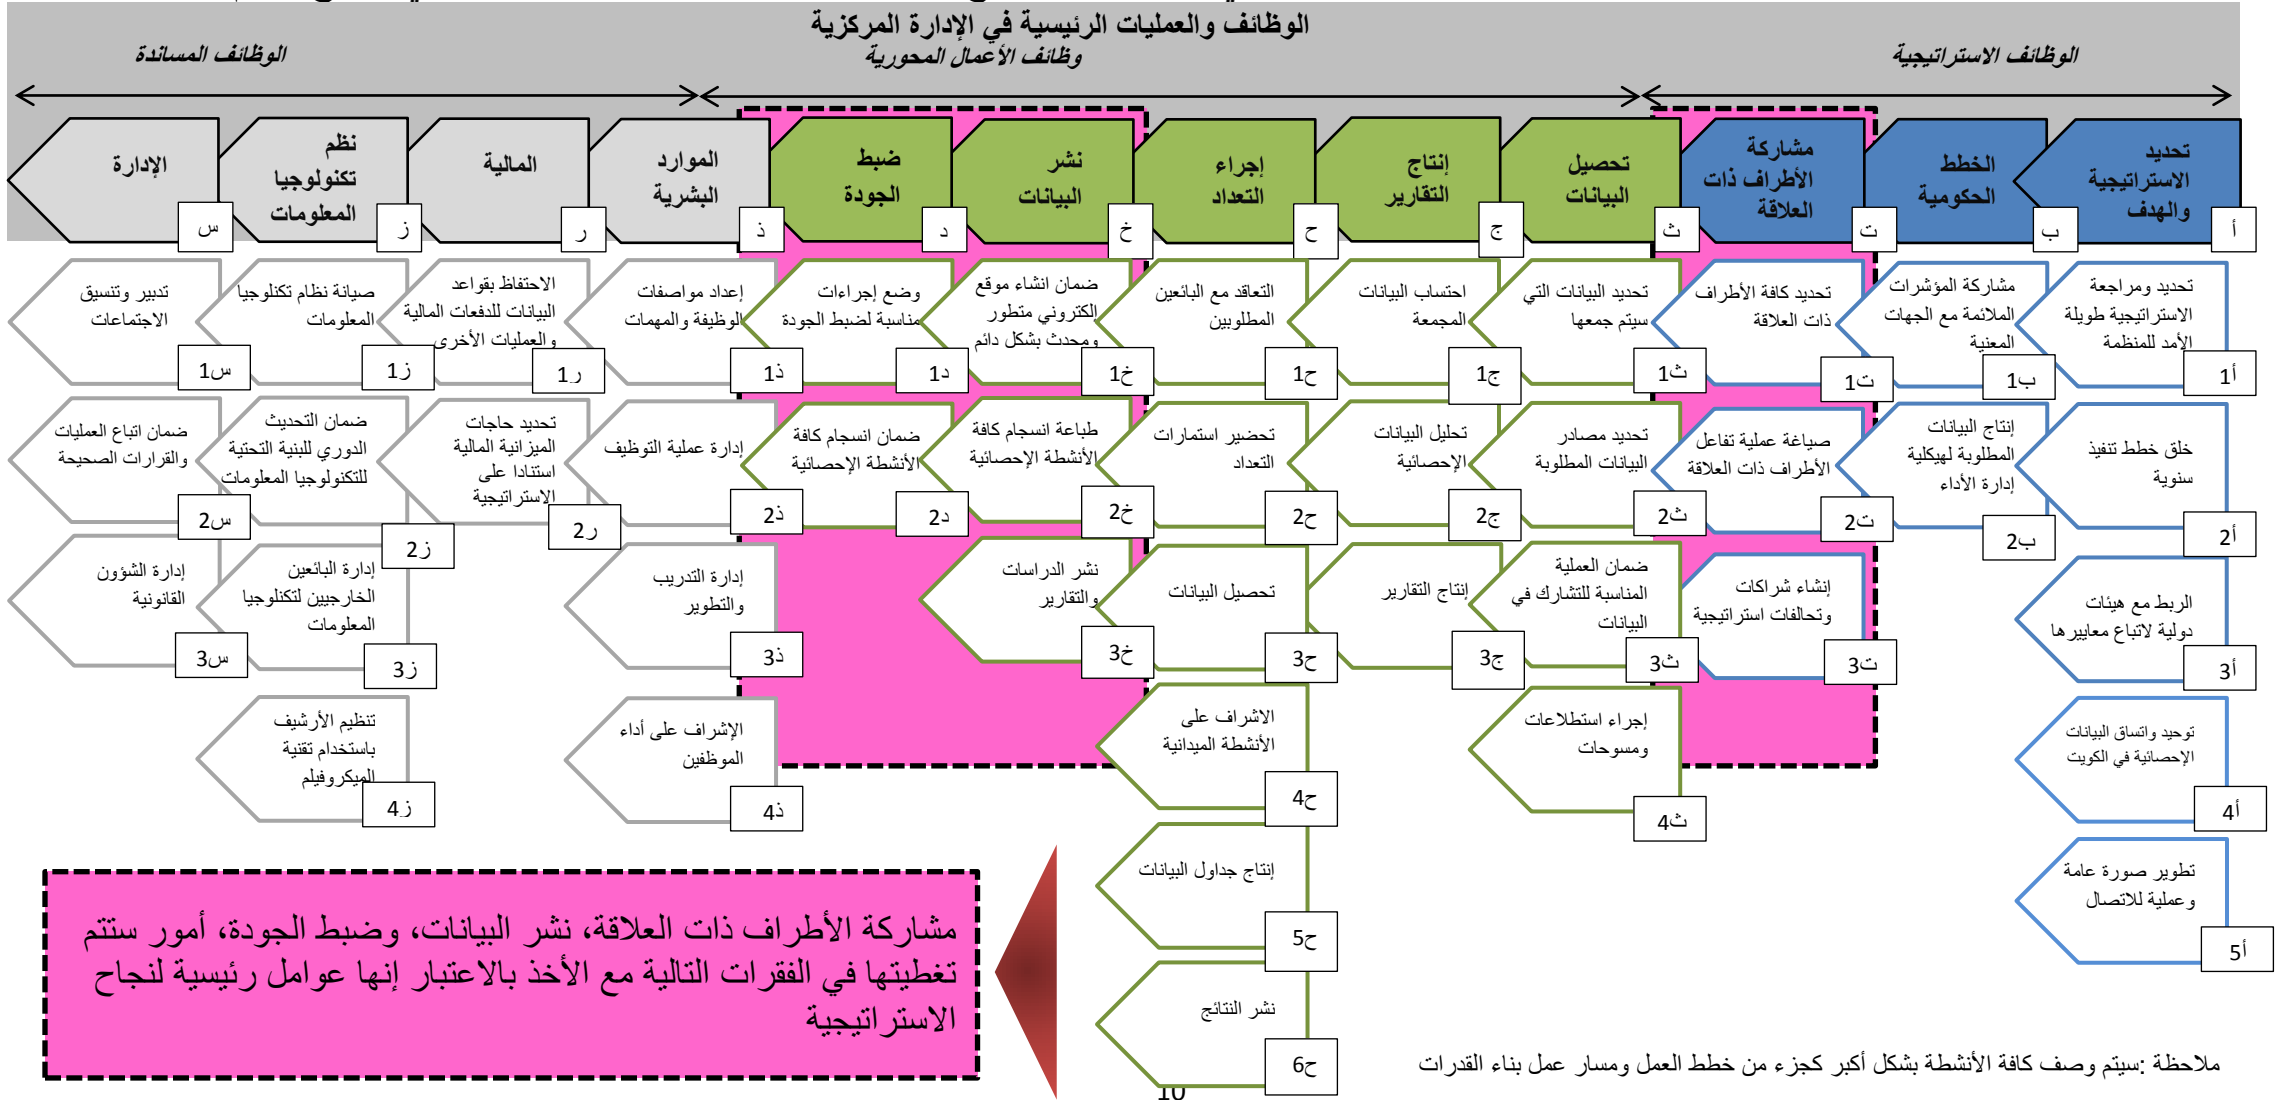 الوظائف والعمليات الرئيسية في الإدارة المركزية
الوظائف الاستراتيجية
وظائف الأعمال المحورية
الوظائف المساندة
تحديد
الاستراتيجية
والهدف
أ
الخطط
الحكومية
ب
مشاركة
الأطراف ذات
العلاقة
ت
تحصيل
البيانات
ث
إنتاج
التقارير
ج
إجراء
التعداد
ح
نشر
البيانات
خ
ضبط
الجودة
د
الموارد
البشرية
ذ
المالية
ر
نظم
تكنولوجيا
المعلومات
ز
الإدارة
س
تحديد ومراجعة
الاستراتيجية طويلة
الأمد للمنظمة
أ1
مشاركة المؤشرات
الملائمة مع الجهات
المعنية
ب1
تحديد كافة الأطراف
ذات العلاقة
ت1
تحديد البيانات التي
سيتم جمعها
ث1
احتساب البيانات
المجمعة
ج1
التعاقد مع البائعين
المطلوبين
ح1
ضمان انشاء موقع
الكتروني متطور
ومحدث بشكل دائم
خ1
وضع إجراءات
مناسبة لضبط الجودة
د1
إعداد مواصفات
الوظيفة والمهمات
ذ1
الاحتفاظ بقواعد
البيانات للدفعات المالية
والعمليات الأخرى
ر1
صيانة نظام تكنولوجيا
المعلومات
ز1
تدبير وتنسيق
الاجتماعات
س1
خلق خطط تنفيذ
سنوية
أ2
إنتاج البيانات
المطلوبة لهيكلية
إدارة الأداء
ب2
صياغة عملية تفاعل
الأطراف ذات العلاقة
ت2
تحديد مصادر
البيانات المطلوبة
ث2
تحليل البيانات
الإحصائية
ج2
تحضير استمارات
التعداد
ح2
طباعة انسجام كافة
الأنشطة الإحصائية
خ2
ضمان انسجام كافة
الأنشطة الإحصائية
د2
إدارة عملية التوظيف
ذ2
تحديد حاجات
الميزانية المالية
استنادا على
الاستراتيجية
ر2
ضمان التحديث
الدوري للبنية التحتية
للتكنولوجيا المعلومات
ز2
ضمان اتباع العمليات
والقرارات الصحيحة
س2
الربط مع هيئات
دولية لاتباع معاييرها
أ3
إنشاء شراكات
وتحالفات استراتيجية
ت3
ضمان العملية
المناسبة للتشارك في
البيانات
ث3
إنتاج التقارير
ج3
تحصيل البيانات
ح3
نشر الدراسات
والتقارير
خ3
إدارة التدريب
والتطوير
ذ3
إدارة البائعين
الخارجيين لتكنولوجيا
المعلومات
ز3
إدارة الشؤون
القانونية
س3
توحيد واتساق البيانات
الإحصائية في الكويت
أ4
إجراء استطلاعات
ومسوحات
ث4
الاشراف على
الأنشطة الميدانية
ح4
الإشراف على أداء
الموظفين
ذ4
تنظيم الأرشيف
باستخدام تقنية
الميكروفيلم
ز4
تطوير صورة عامة
وعملية للاتصال
أ5
إنتاج جداول البيانات
ح5
نشر النتائج
ح6
مشاركة الأطراف ذات العلاقة، نشر البيانات، وضبط الجودة، أمور ستتم
تغطيتها في الفقرات التالية مع الأخذ بالاعتبار إنها عوامل رئيسية لنجاح
الاستراتيجية
ملاحظة :سيتم وصف كافة الأنشطة بشكل أكبر كجزء من خطط العمل ومسار عمل بناء القدرات
10